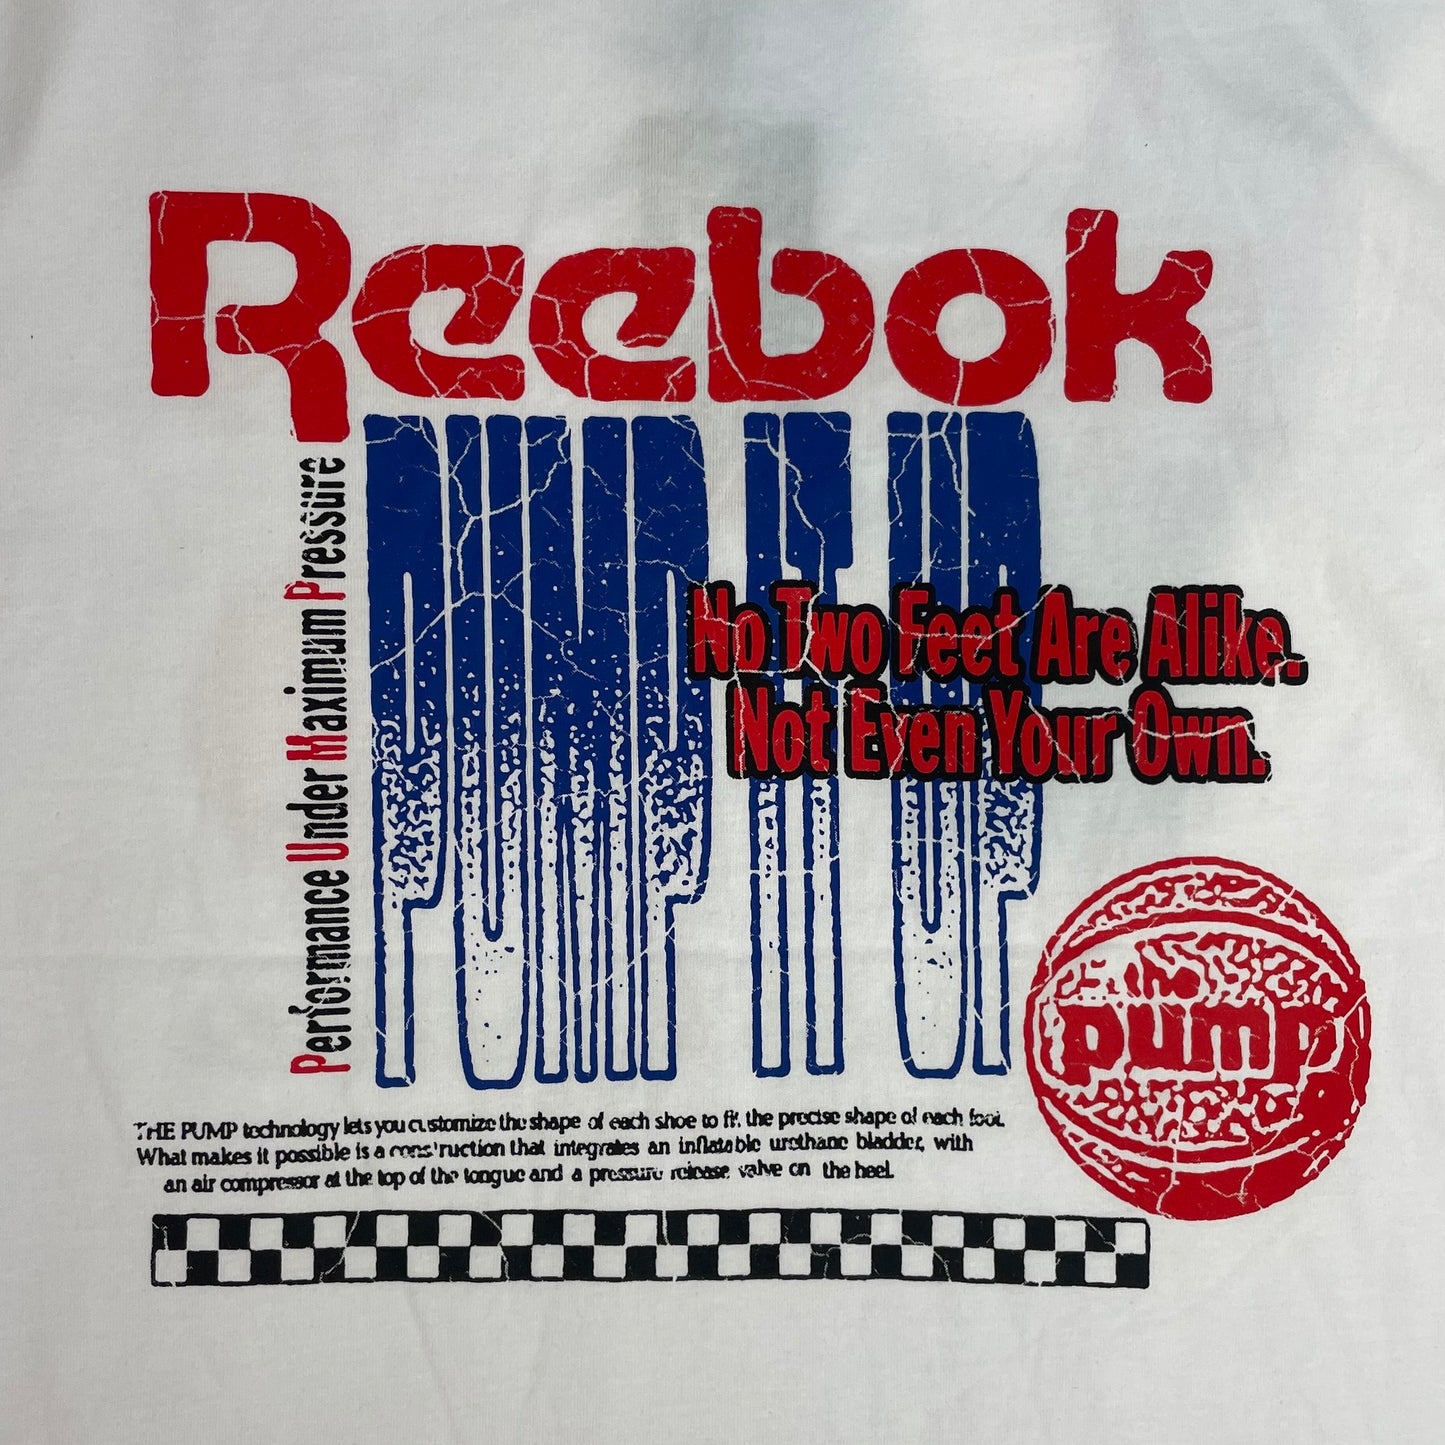 Reebok
PUMP IT UP
Performance Under Maximum Pressure
No Two Feet Are Alike.
Not Even Your Own.
the
pump
THE PUMP technology lets you customize the shape of each shoe to fit the precise shape of each foot.
What makes it possible is a construction that integrates an inflatable urethane bladder, with
an air compressor at the top of the tongue and a pressure release valve on the heel.